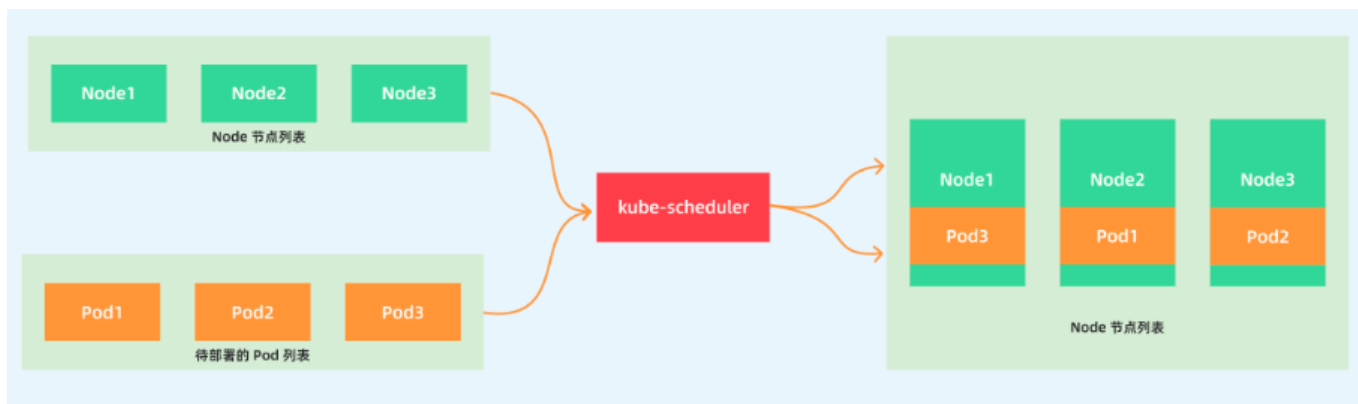 Node1
Node2
Node3
Node 节点列表
Pod1
Pod2
Pod3
待部署的 Pod 列表
kube-scheduler
Node1
Node2
Node3
Pod3
Pod1
Pod2
Node 节点列表